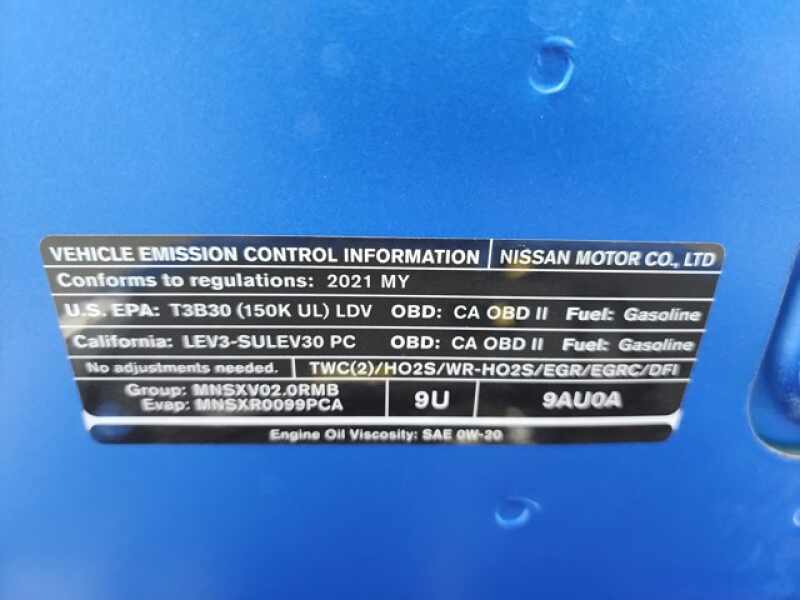 VEHICLE EMISSION CONTROL INFORMATION NISSAN MOTOR CO., LTD
Conforms to regulations: 2021 MY
U.S. EPA: T3B30 (150K UL) LDV OBD: CA OBD II Fuel: Gasoline
California: LEV3-SULEV30 PC OBD: CA OBD II Fuel: Gasoline
No adjustments needed. TWC(2)/HO2S/WR-HO2S/EGR/EGRC/DFI
Group: MNSXV02.0RMB
Evap: MNSXR0099PCA
9U 9AU0A
Engine Oil Viscosity: SAE 0W-20